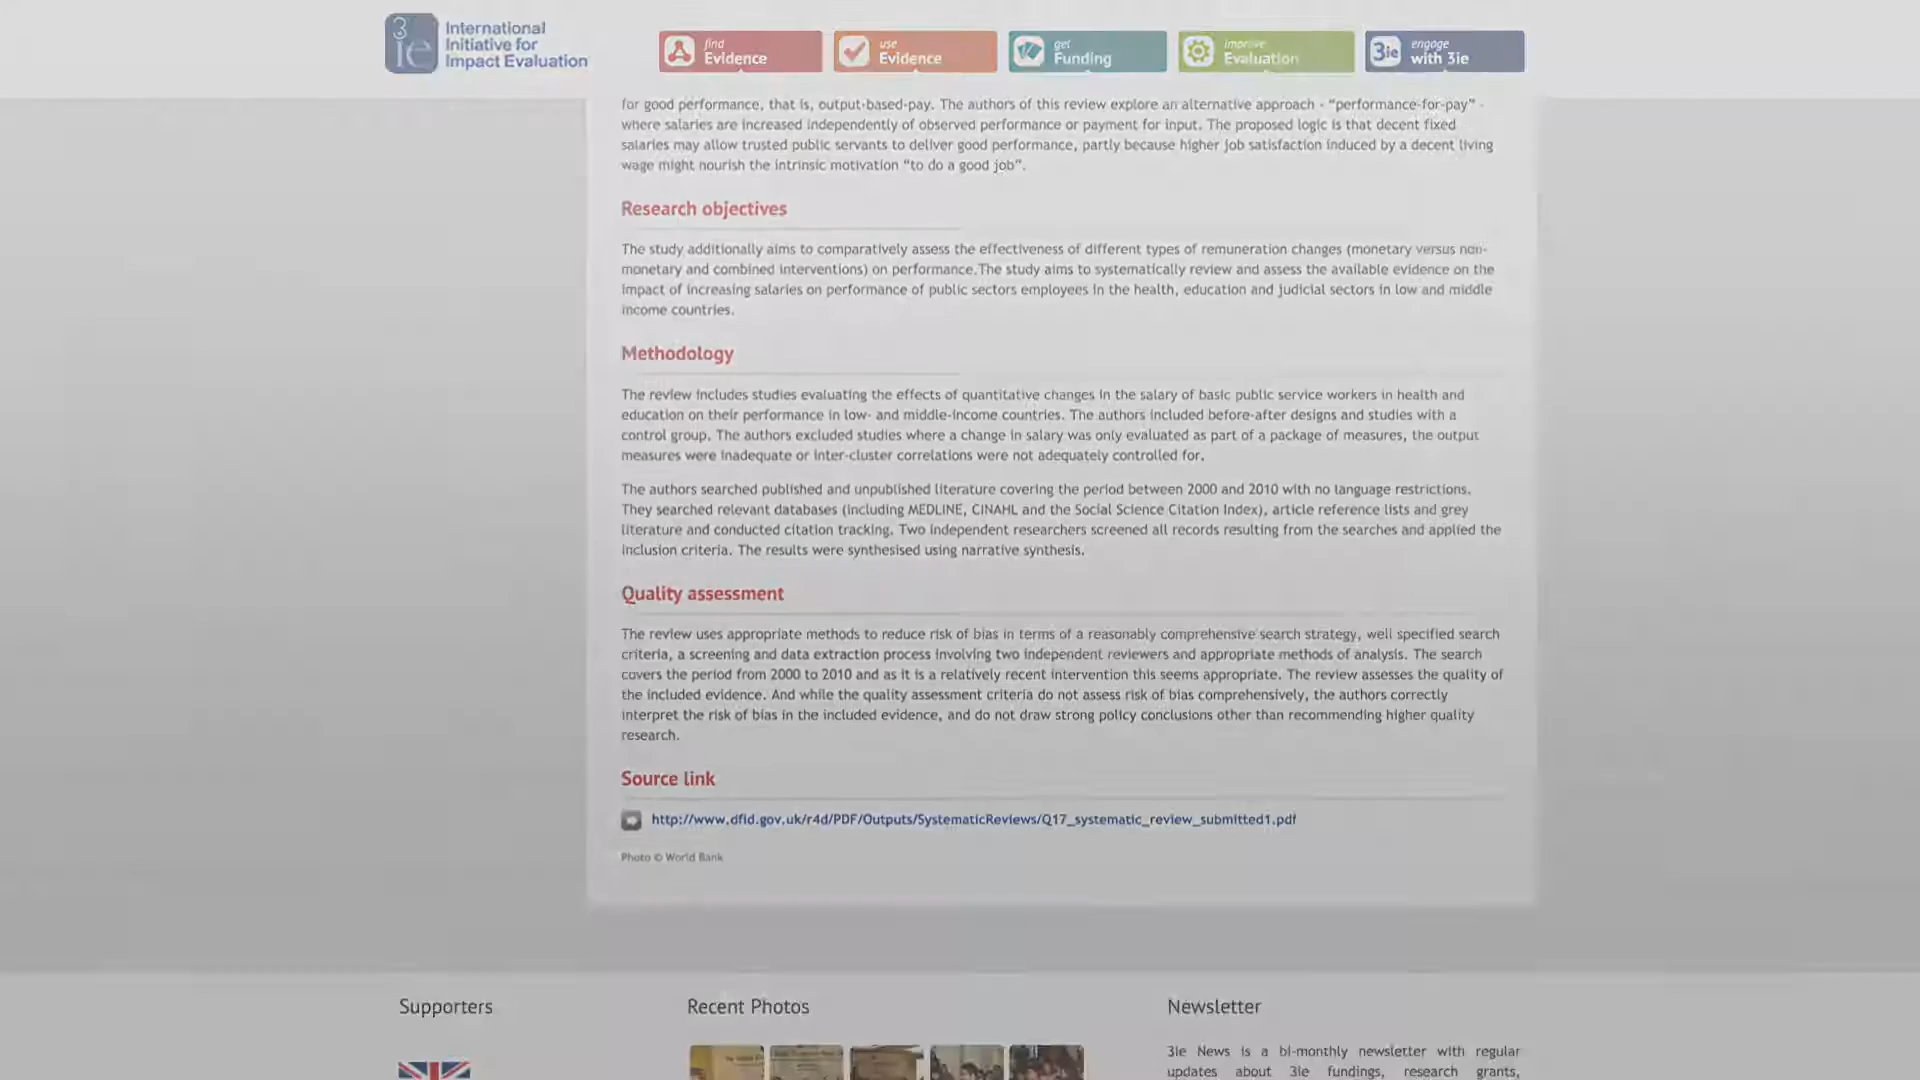 International
Initiative for
Impact Evaluation
3
ie
find
Evidence
use
Evidence
get
Funding
improve
Evaluation
3ie
engage
with 3ie
for good performance, that is, output-based-pay. The authors of this review explore an alternative approach - “performance-for-pay” -
where salaries are increased independently of observed performance or payment for input. The proposed logic is that decent fixed
salaries may allow trusted public servants to deliver good performance, partly because higher job satisfaction induced by a decent living
wage might nourish the intrinsic motivation “to do a good job”.
Research objectives
The study additionally aims to comparatively assess the effectiveness of different types of remuneration changes (monetary versus non-
monetary and combined interventions) on performance.The study aims to systematically review and assess the available evidence on the
impact of increasing salaries on performance of public sectors employees in the health, education and judicial sectors in low and middle
income countries.
Methodology
The review includes studies evaluating the effects of quantitative changes in the salary of basic public service workers in health and
education on their performance in low- and middle-income countries. The authors included before-after designs and studies with a
control group. The authors excluded studies where a change in salary was only evaluated as part of a package of measures, the output
measures were inadequate or inter-cluster correlations were not adequately controlled for.
The authors searched published and unpublished literature covering the period between 2000 and 2010 with no language restrictions.
They searched relevant databases (including MEDLINE, CINAHL and the Social Science Citation Index), article reference lists and grey
literature and conducted citation tracking. Two independent researchers screened all records resulting from the searches and applied the
inclusion criteria. The results were synthesised using narrative synthesis.
Quality assessment
The review uses appropriate methods to reduce risk of bias in terms of a reasonably comprehensive search strategy, well specified search
criteria, a screening and data extraction process involving two independent reviewers and appropriate methods of analysis. The search
covers the period from 2000 to 2010 and as it is a relatively recent intervention this seems appropriate. The review assesses the quality of
the included evidence. And while the quality assessment criteria do not assess risk of bias comprehensively, the authors correctly
interpret the risk of bias in the included evidence, and do not draw strong policy conclusions other than recommending higher quality
research.
Source link
http://www.dfid.gov.uk/r4d/PDF/Outputs/SystematicReviews/Q17_systematic_review_submitted1.pdf
Photo © World Bank
Supporters
Recent Photos
Newsletter
3ie News is a bi-monthly newsletter with regular
updates about 3ie fundings, research grants,